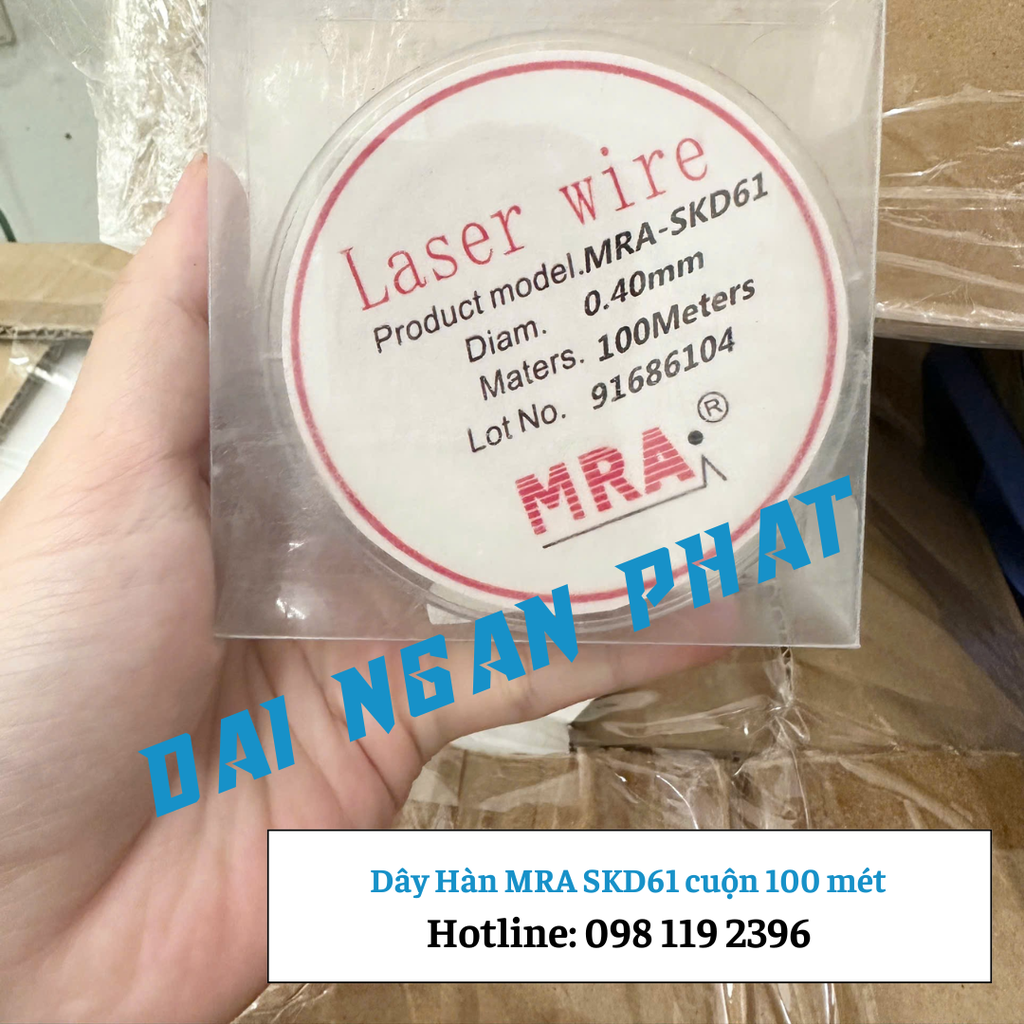 Laser wire
Product model.MRA-SKD61
Diam. 0.40mm
Maters. 100Meters
Lot No. 91686104
MRA ®
DAI NGAN PHAT
Dây Hàn MRA SKD61 cuộn 100 mét
Hotline: 098 119 2396